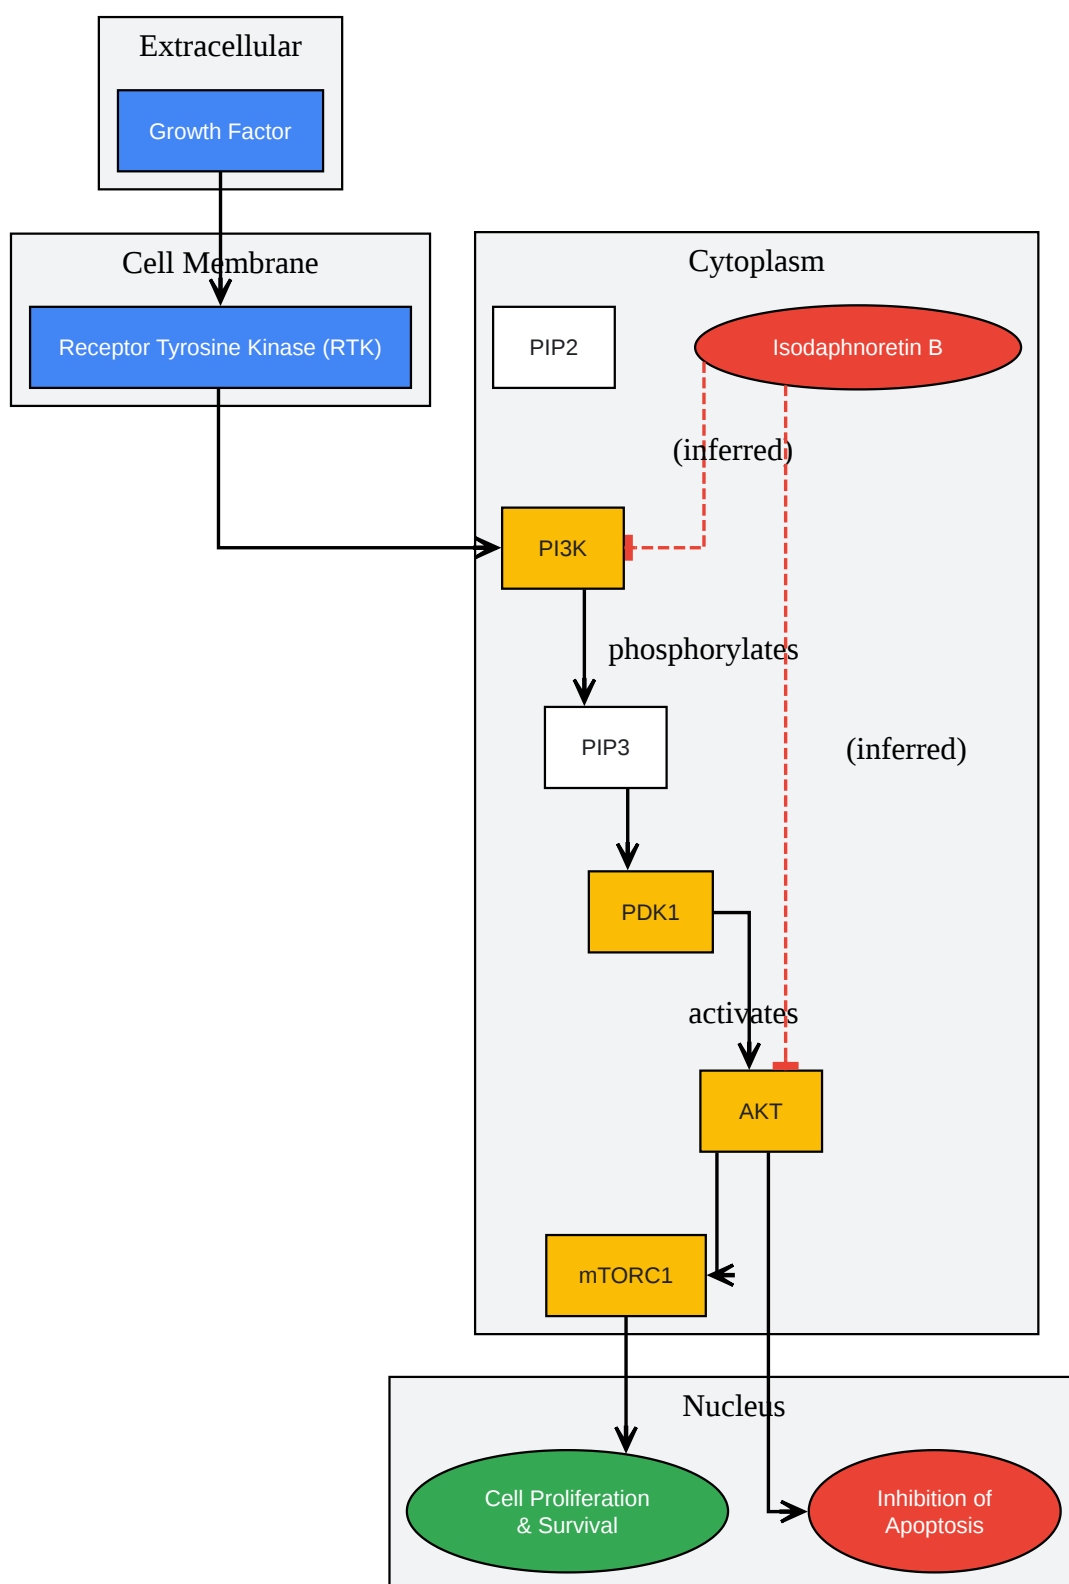 Extracellular
Growth Factor
Cell Membrane
Receptor Tyrosine Kinase (RTK)
Cytoplasm
PIP2
Isodaphnoretin B
(inferred)
PI3K
phosphorylates
PIP3
(inferred)
PDK1
activates
AKT
mTORC1
Nucleus
Cell Proliferation
& Survival
Inhibition of
Apoptosis